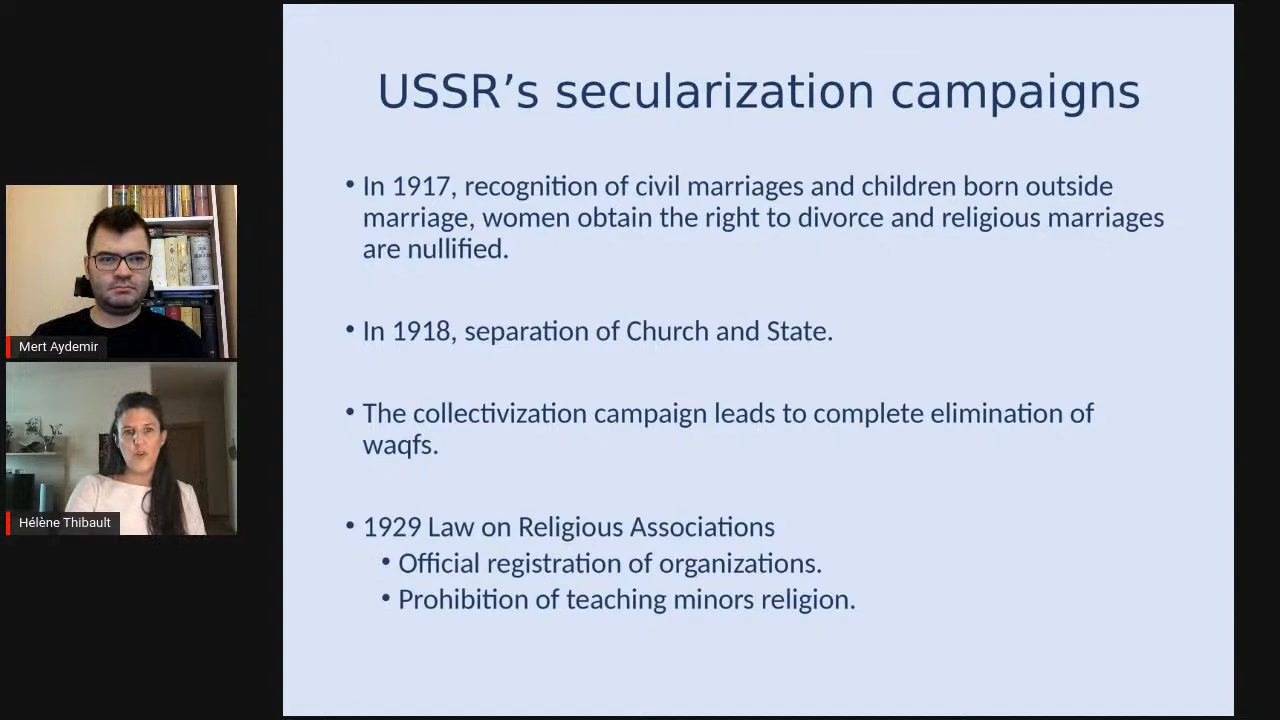 USSR’s secularization campaigns
• In 1917, recognition of civil marriages and children born outside
marriage, women obtain the right to divorce and religious marriages
are nullified.
• In 1918, separation of Church and State.
• The collectivization campaign leads to complete elimination of
waqfs.
• 1929 Law on Religious Associations
• Official registration of organizations.
• Prohibition of teaching minors religion.
Mert Aydemir
Hélène Thibault